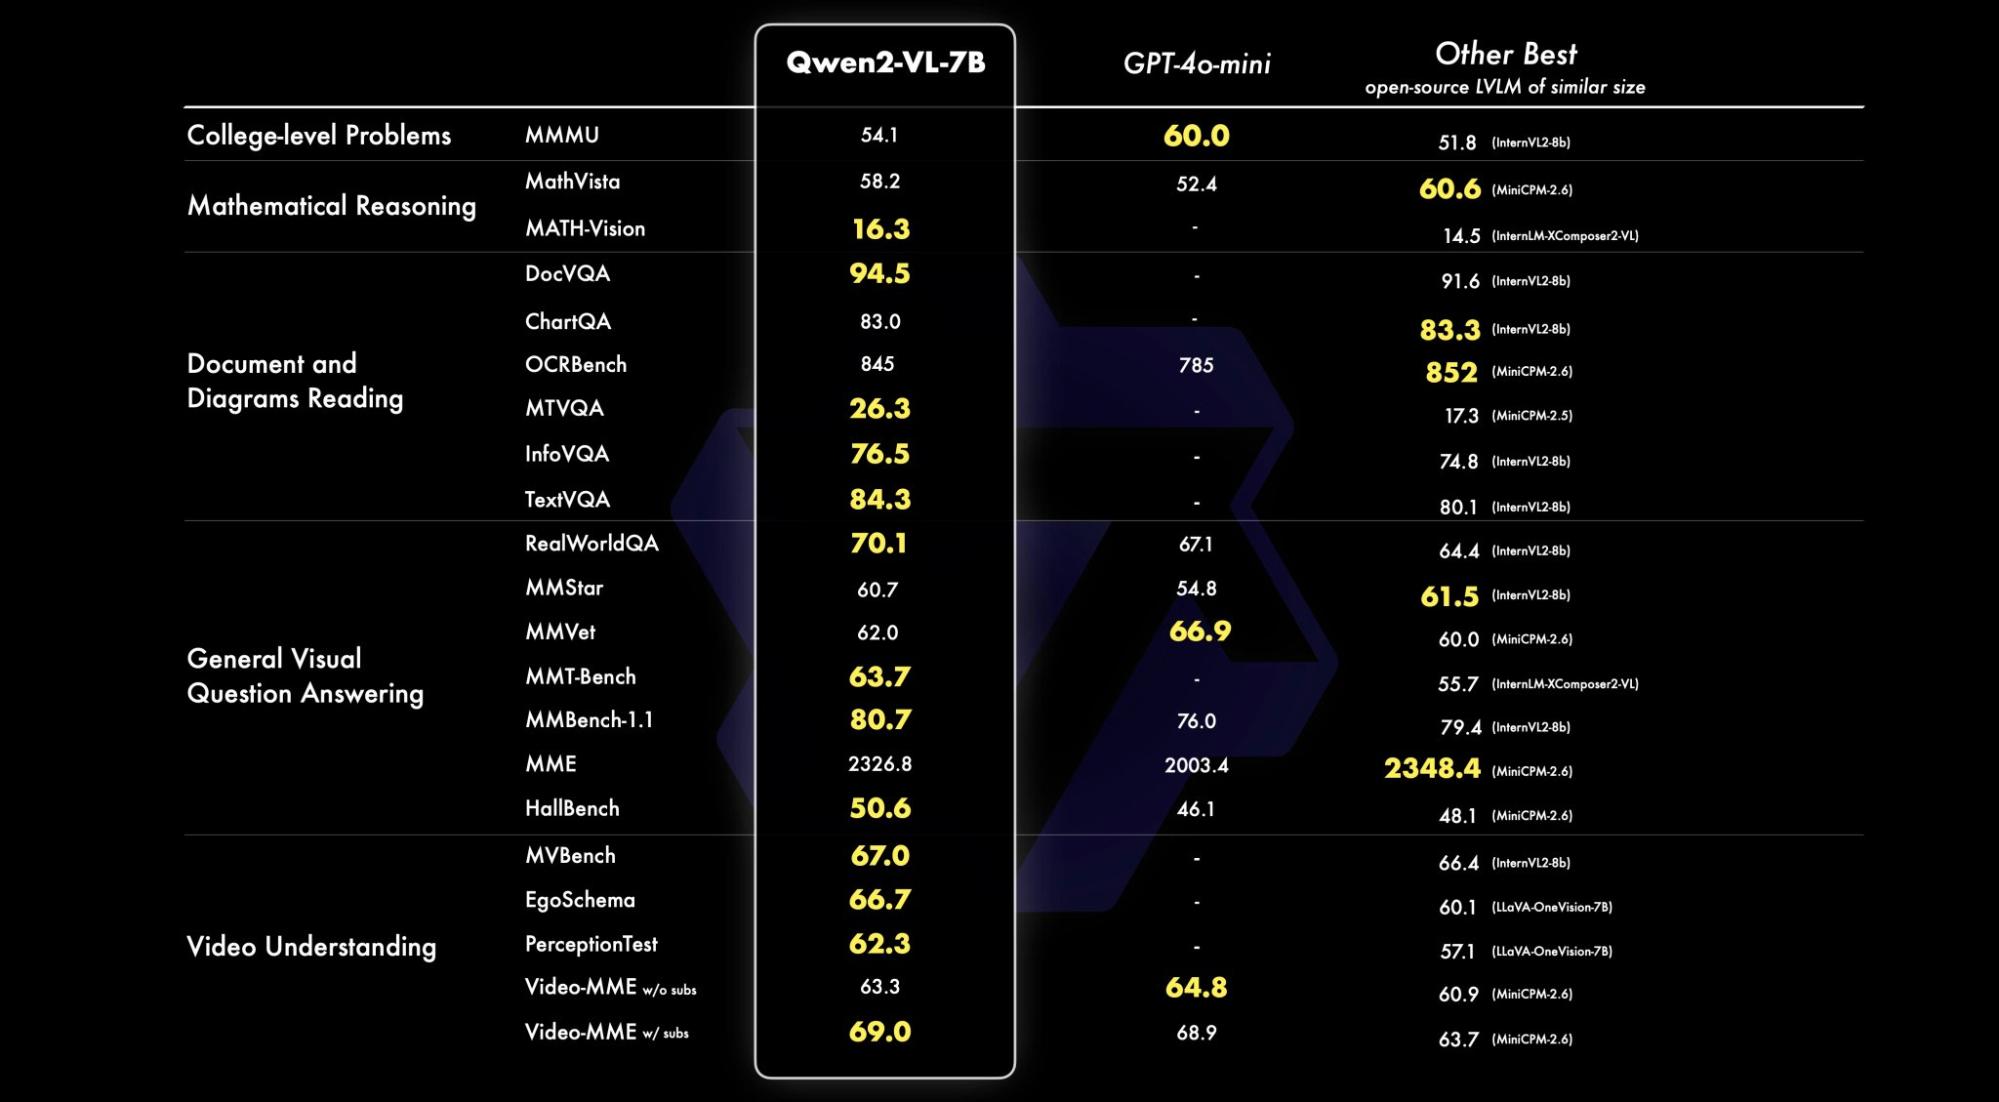 Qwen2-VL-7B GPT-4o-mini Other Best
open-source LVLM of similar size
College-level Problems MMMU 54.1 60.0 51.8 (InternVL2-8b)
Mathematical Reasoning
MathVista 58.2 52.4 60.6 (MiniCPM-2.6)
MATH-Vision 16.3 - 14.5 (InternLM-XComposer2-VL)
Document and
Diagrams Reading
DocVQA 94.5 - 91.6 (InternVL2-8b)
ChartQA 83.0 - 83.3 (InternVL2-8b)
OCRBench 845 785 852 (MiniCPM-2.6)
MTVQA 26.3 - 17.3 (MiniCPM-2.5)
InfoVQA 76.5 - 74.8 (InternVL2-8b)
TextVQA 84.3 - 80.1 (InternVL2-8b)
General Visual
Question Answering
RealWorldQA 70.1 67.1 64.4 (InternVL2-8b)
MMStar 60.7 54.8 61.5 (InternVL2-8b)
MMVet 62.0 66.9 60.0 (MiniCPM-2.6)
MMT-Bench 63.7 - 55.7 (InternLM-XComposer2-VL)
MMBench-1.1 80.7 76.0 79.4 (InternVL2-8b)
MME 2326.8 2003.4 2348.4 (MiniCPM-2.6)
HallBench 50.6 46.1 48.1 (MiniCPM-2.6)
Video Understanding
MVBench 67.0 - 66.4 (InternVL2-8b)
EgoSchema 66.7 - 60.1 (LLaVA-OneVision-7B)
PerceptionTest 62.3 - 57.1 (LLaVA-OneVision-7B)
Video-MME w/o subs 63.3 64.8 60.9 (MiniCPM-2.6)
Video-MME w/ subs 69.0 68.9 63.7 (MiniCPM-2.6)